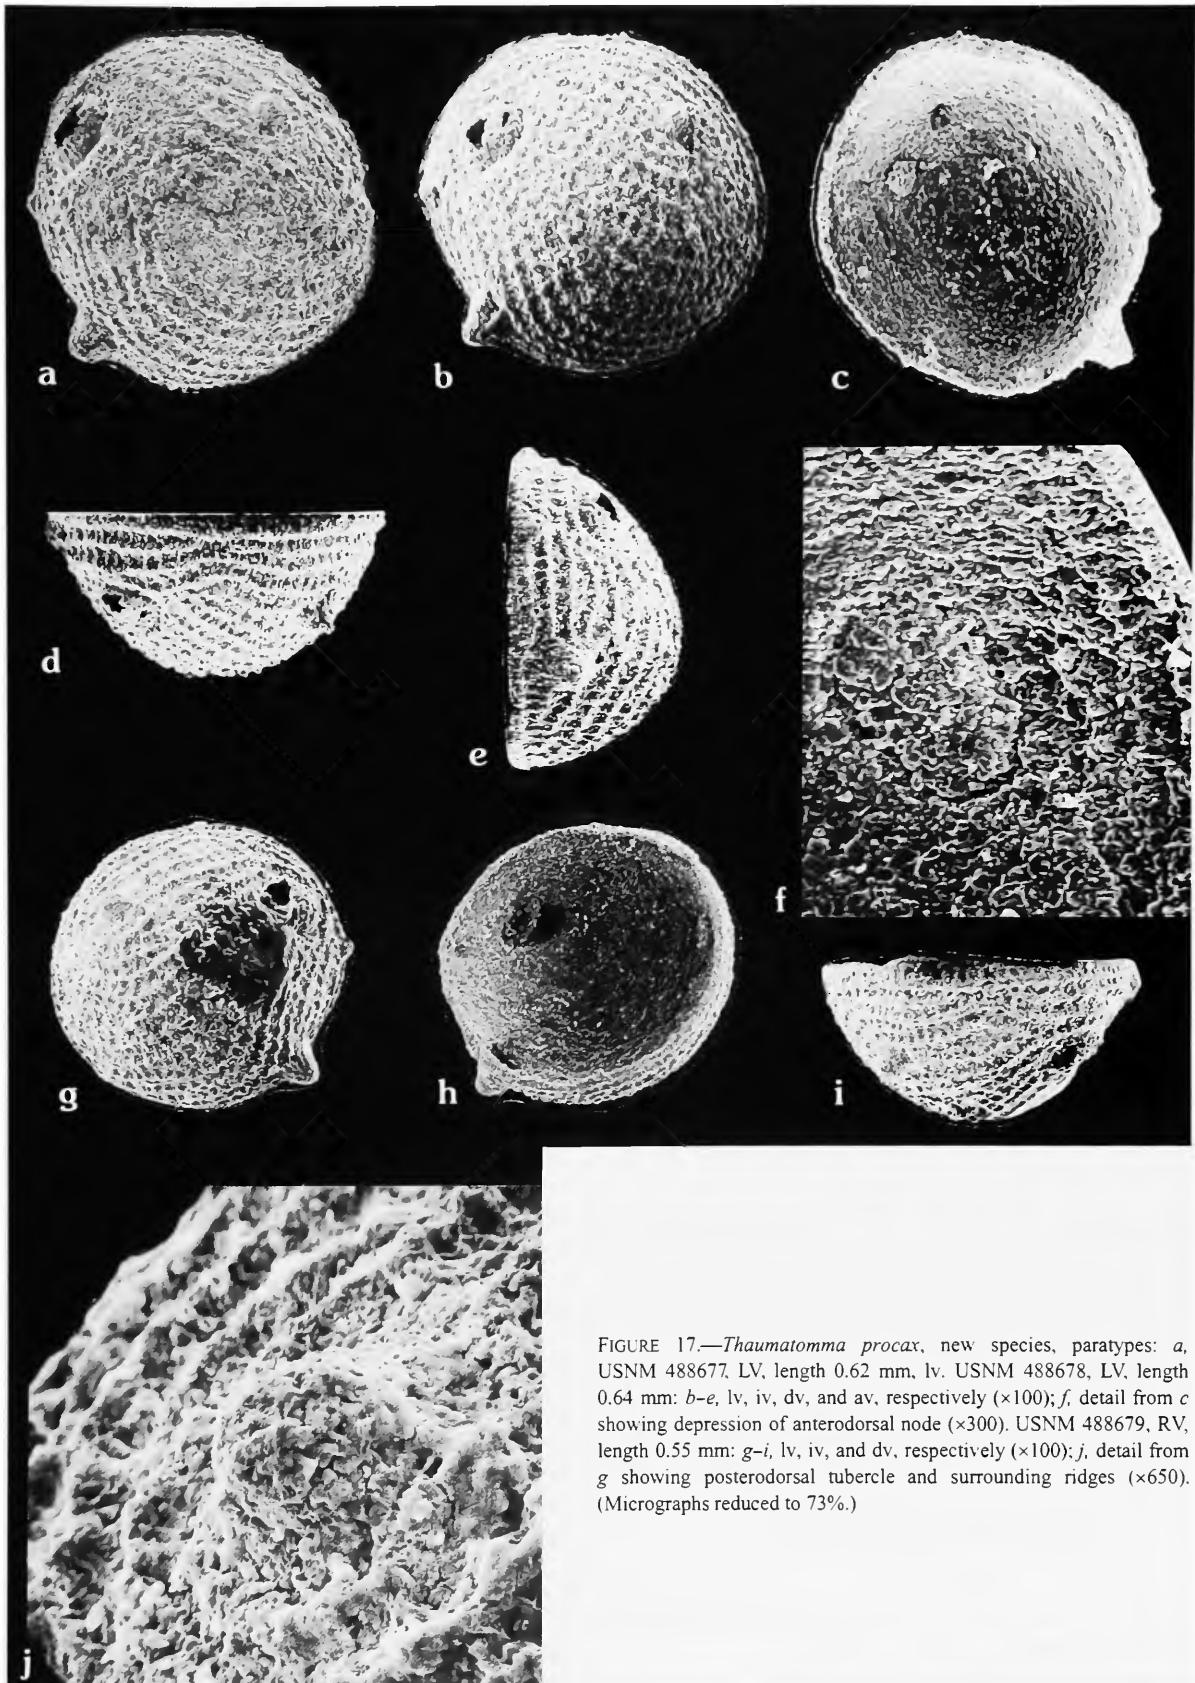 a
b
c
d
e
f
g
h
i
j
FIGURE 17.—Thaumatomma procax, new species, paratypes: a,
USNM 488677, LV, length 0.62 mm, lv. USNM 488678, LV, length
0.64 mm: b–e, lv, iv, dv, and av, respectively (×100); f, detail from c
showing depression of anterodorsal node (×300). USNM 488679, RV,
length 0.55 mm: g–i, lv, iv, and dv, respectively (×100); j, detail from
g showing posterodorsal tubercle and surrounding ridges (×650).
(Micrographs reduced to 73%.)